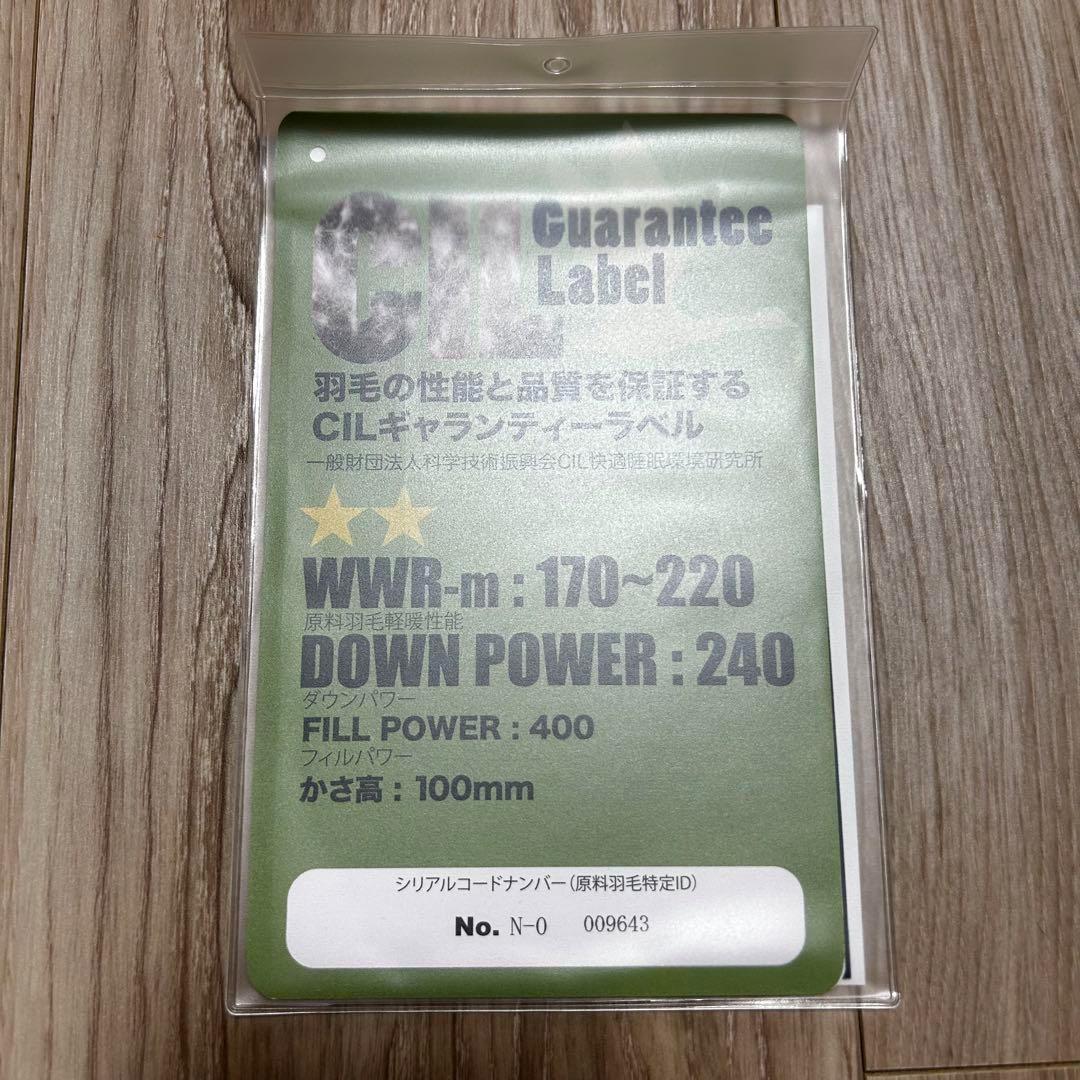 CIL Guarantee
Label
羽毛の性能と品質を保証する
CILギャランティーラベル
一般財団法人科学技術振興会CIL快適睡眠環境研究所
★★
WWR-m : 170~220
原料羽毛軽暖性能
DOWN POWER : 240
ダウンパワー
FILL POWER : 400
フィルパワー
かさ高 : 100mm
シリアルコードナンバー(原料羽毛特定ID)
No. N-0 009643